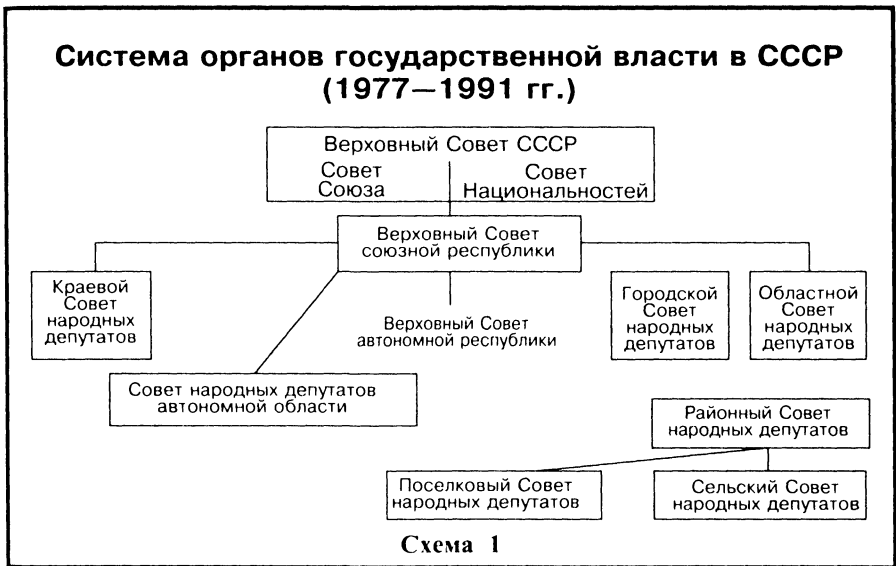 Система органов государственной власти в СССР
(1977—1991 гг.)
Верховный Совет СССР
Совет
Союза
Совет
Национальностей
Верховный Совет
союзной республики
Краевой
Совет
народных
депутатов
Верховный Совет
автономной республики
Городской
Совет
народных
депутатов
Областной
Совет
народных
депутатов
Совет народных депутатов
автономной области
Районный Совет
народных депутатов
Поселковый Совет
народных депутатов
Сельский Совет
народных депутатов
Схема 1